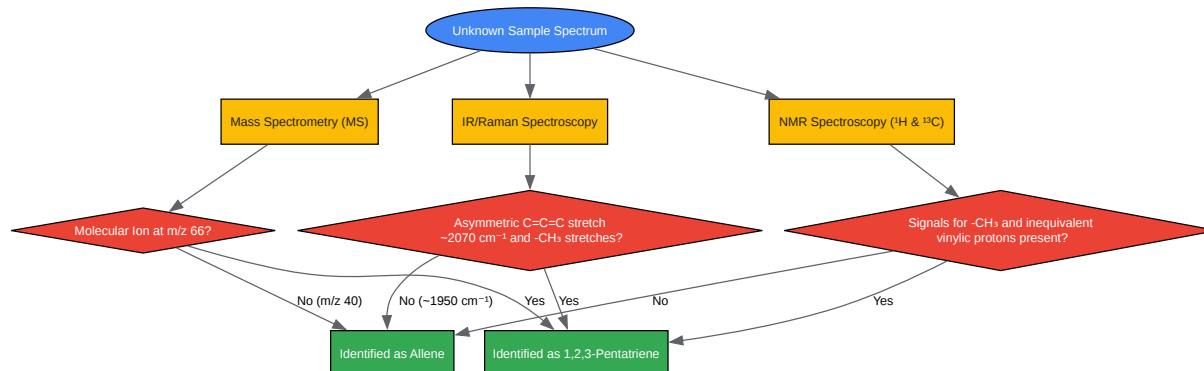 Unknown Sample Spectrum
Mass Spectrometry (MS)
IR/Raman Spectroscopy
NMR Spectroscopy (¹H & ¹³C)
Molecular Ion at m/z 66?
Asymmetric C=C=C stretch
~2070 cm⁻¹ and -CH₃ stretches?
Signals for -CH₃ and inequivalent
vinylic protons present?
No (m/z 40)
No (~1950 cm⁻¹)
Yes
Yes
No
Yes
Identified as Allene
Identified as 1,2,3-Pentatriene